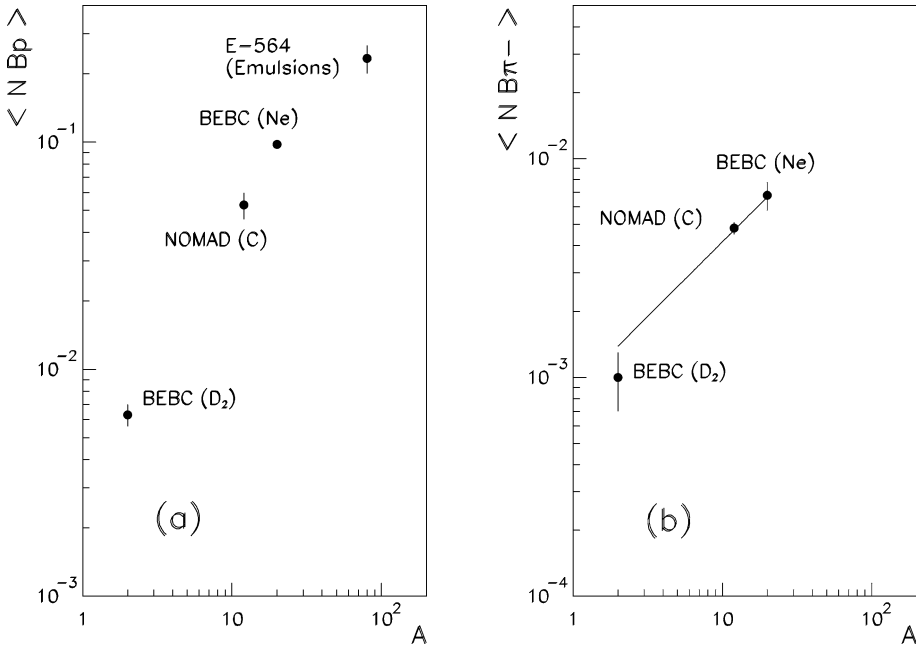 < N Bp >
E-564
(Emulsions)
BEBC (Ne)
10⁻¹
NOMAD (C)
10⁻²
BEBC (D₂)
(a)
10⁻³
1
10
10²
A
< N Bπ- >
10⁻²
BEBC (Ne)
NOMAD (C)
10⁻³
BEBC (D₂)
(b)
10⁻⁴
1
10
10²
A